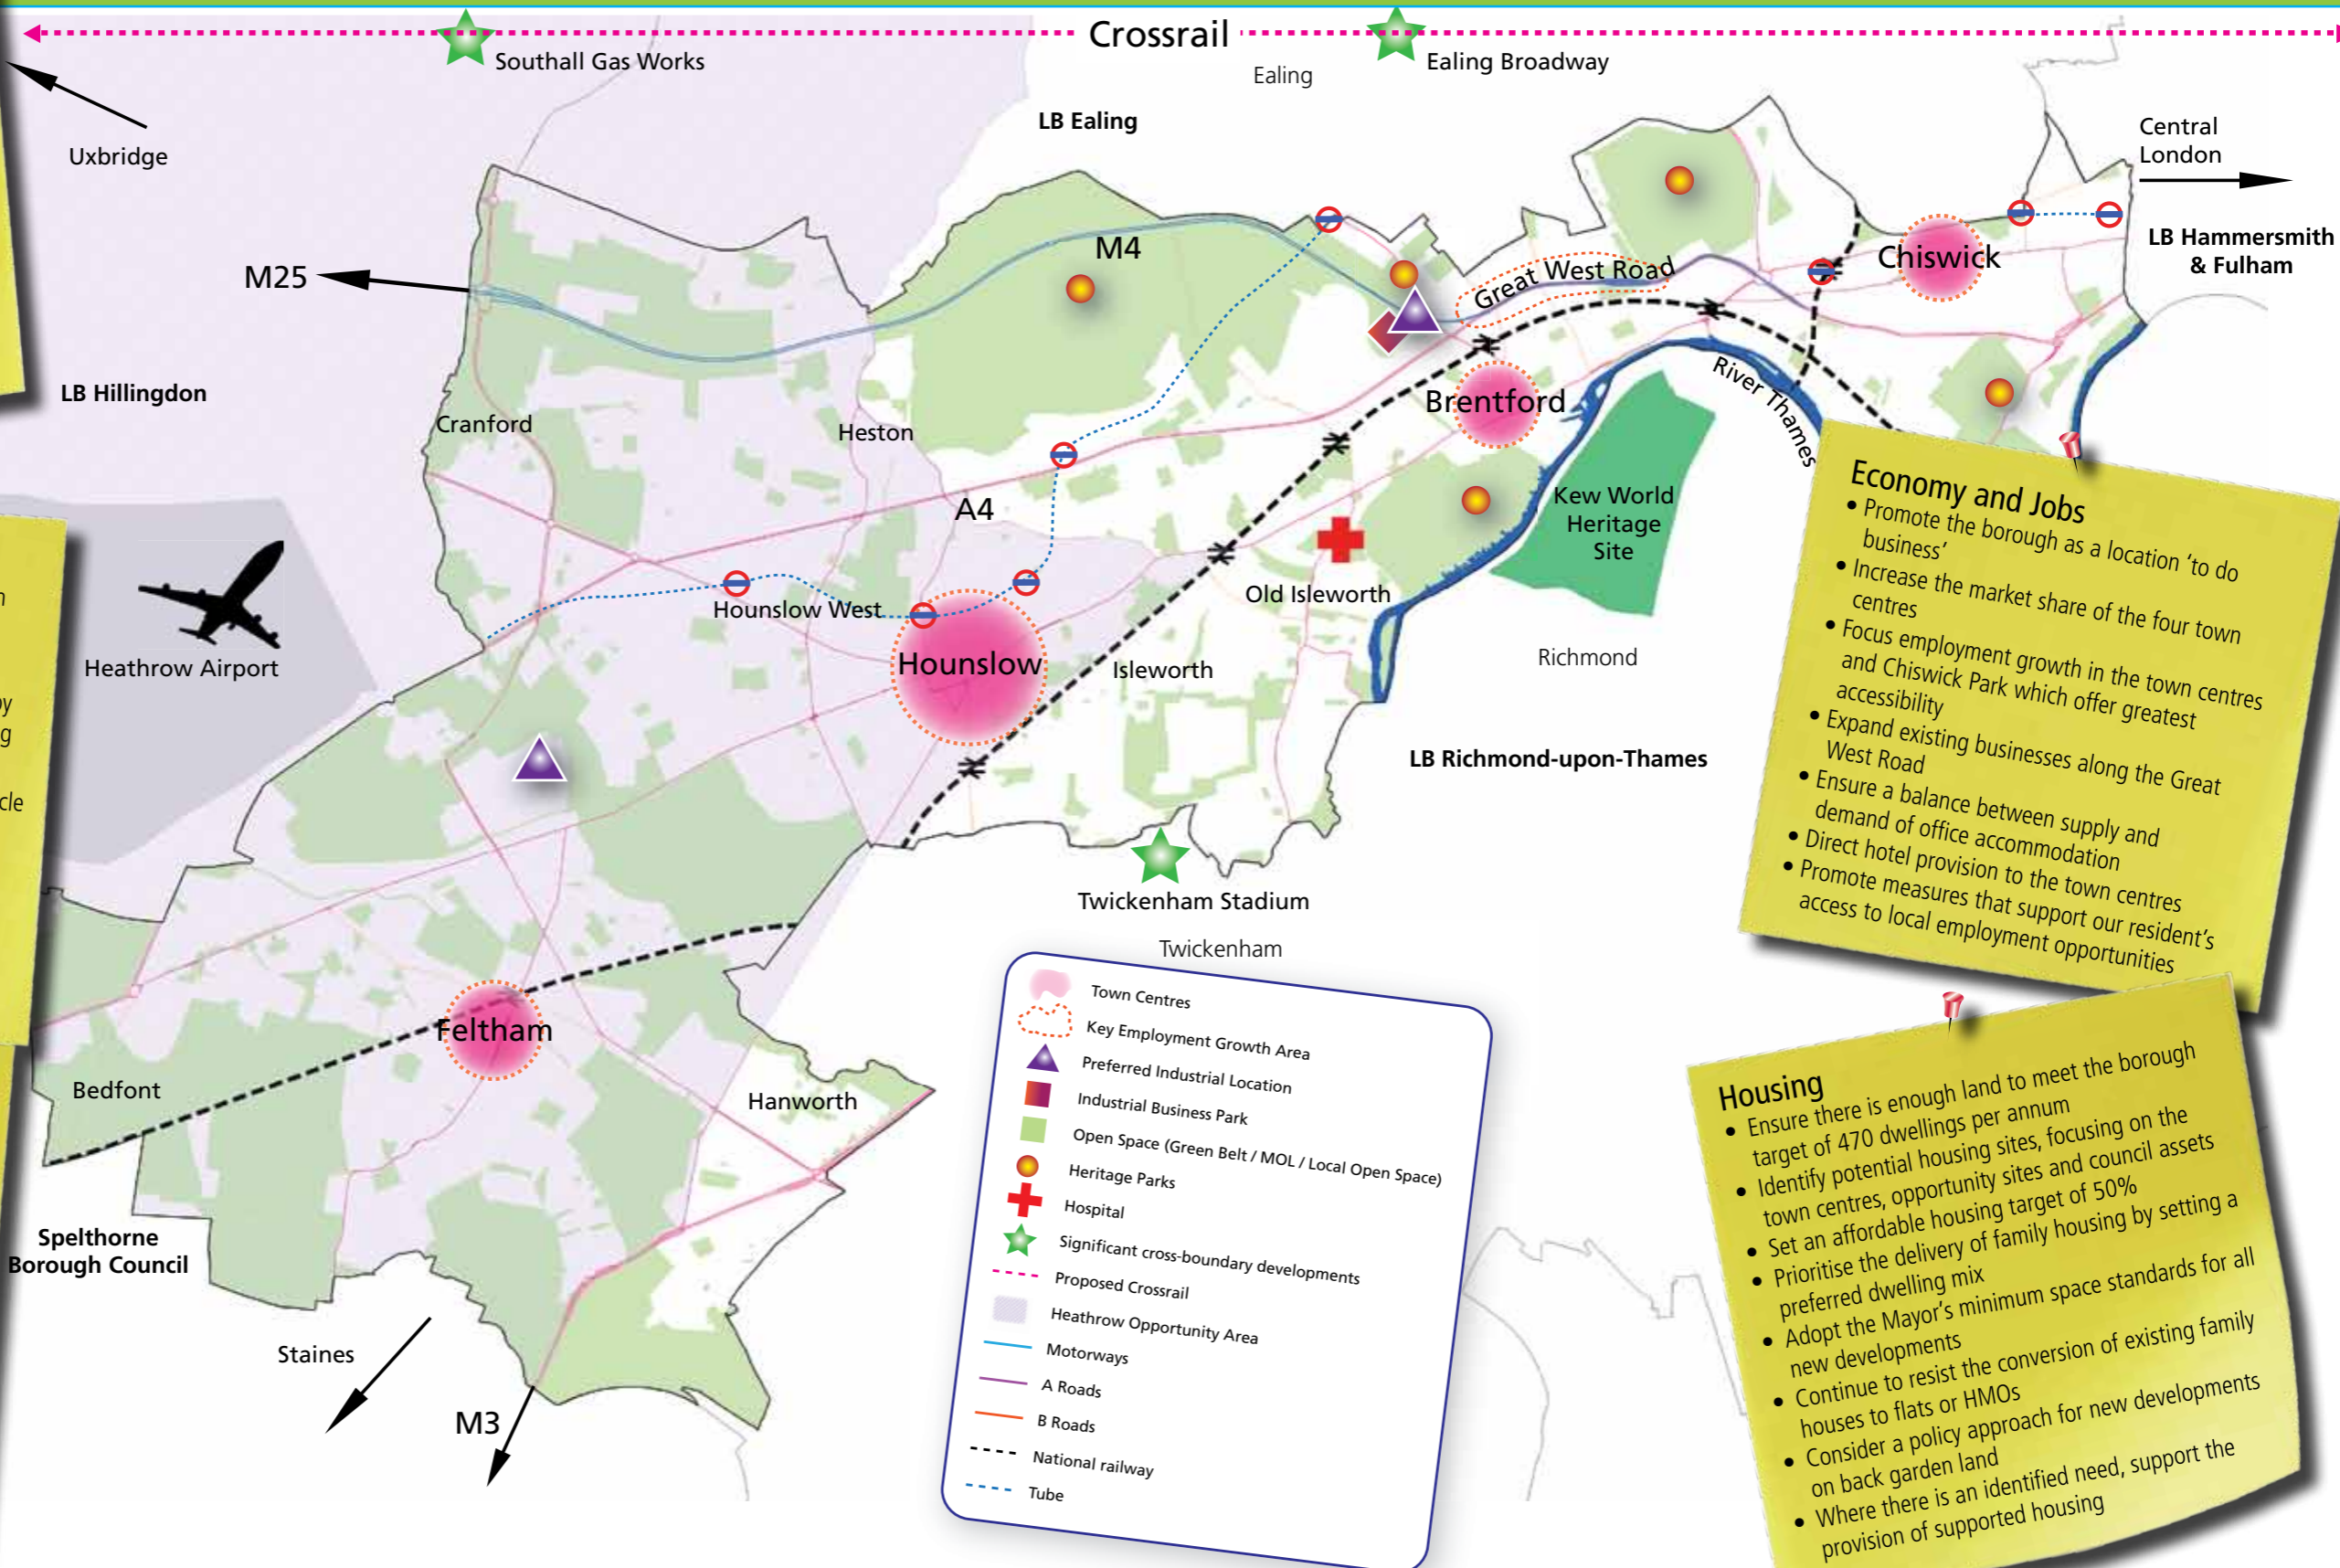 Crossrail
Southall Gas Works
Ealing Broadway
Ealing
LB Ealing
Uxbridge
Central
London
M25
M4
Great West Road
Chiswick
LB Hammersmith
& Fulham
LB Hillingdon
Cranford
Heston
Brentford
River Thames
A4
Kew World
Heritage
Site
Heathrow Airport
Hounslow West
Old Isleworth
Hounslow
Isleworth
Richmond
LB Richmond-upon-Thames
Twickenham Stadium
Twickenham
Feltham
Bedfont
Hanworth
Spelthorne
Borough Council
Staines
M3
by
cle
Town Centres
Key Employment Growth Area
Preferred Industrial Location
Industrial Business Park
Open Space (Green Belt / MOL / Local Open Space)
Heritage Parks
Hospital
Significant cross-boundary developments
Proposed Crossrail
Heathrow Opportunity Area
Motorways
A Roads
B Roads
National railway
Tube
Economy and Jobs
• Promote the borough as a location ‘to do
business’
• Increase the market share of the four town
centres
• Focus employment growth in the town centres
and Chiswick Park which offer greatest
accessibility
• Expand existing businesses along the Great
West Road
• Ensure a balance between supply and
demand of office accommodation
• Direct hotel provision to the town centres
• Promote measures that support our resident’s
access to local employment opportunities
Housing
• Ensure there is enough land to meet the borough
target of 470 dwellings per annum
• Identify potential housing sites, focusing on the
town centres, opportunity sites and council assets
• Set an affordable housing target of 50%
• Prioritise the delivery of family housing by setting a
preferred dwelling mix
• Adopt the Mayor’s minimum space standards for all
new developments
• Continue to resist the conversion of existing family
houses to flats or HMOs
• Consider a policy approach for new developments
on back garden land
• Where there is an identified need, support the
provision of supported housing